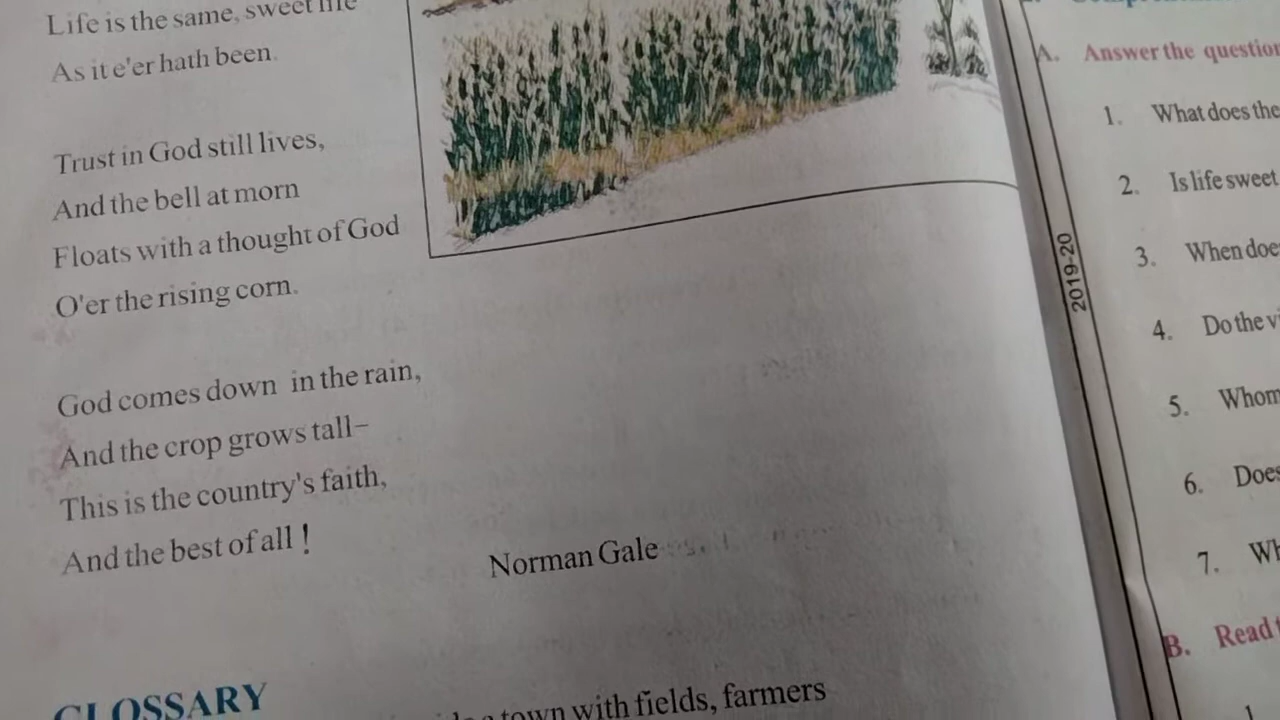 Life is the same, sweet life
As it e'er hath been.
Trust in God still lives,
And the bell at morn
Floats with a thought of God
O'er the rising corn.
God comes down in the rain,
And the crop grows tall–
This is the country's faith,
And the best of all !
Norman Gale
GLOSSARY
town with fields, farmers
2019-20
A. Answer the question
1. What does the
2. Is life sweet
3. When doe
4. Do the vi
5. Whom
6. Does
7. Wh
B. Read t
1